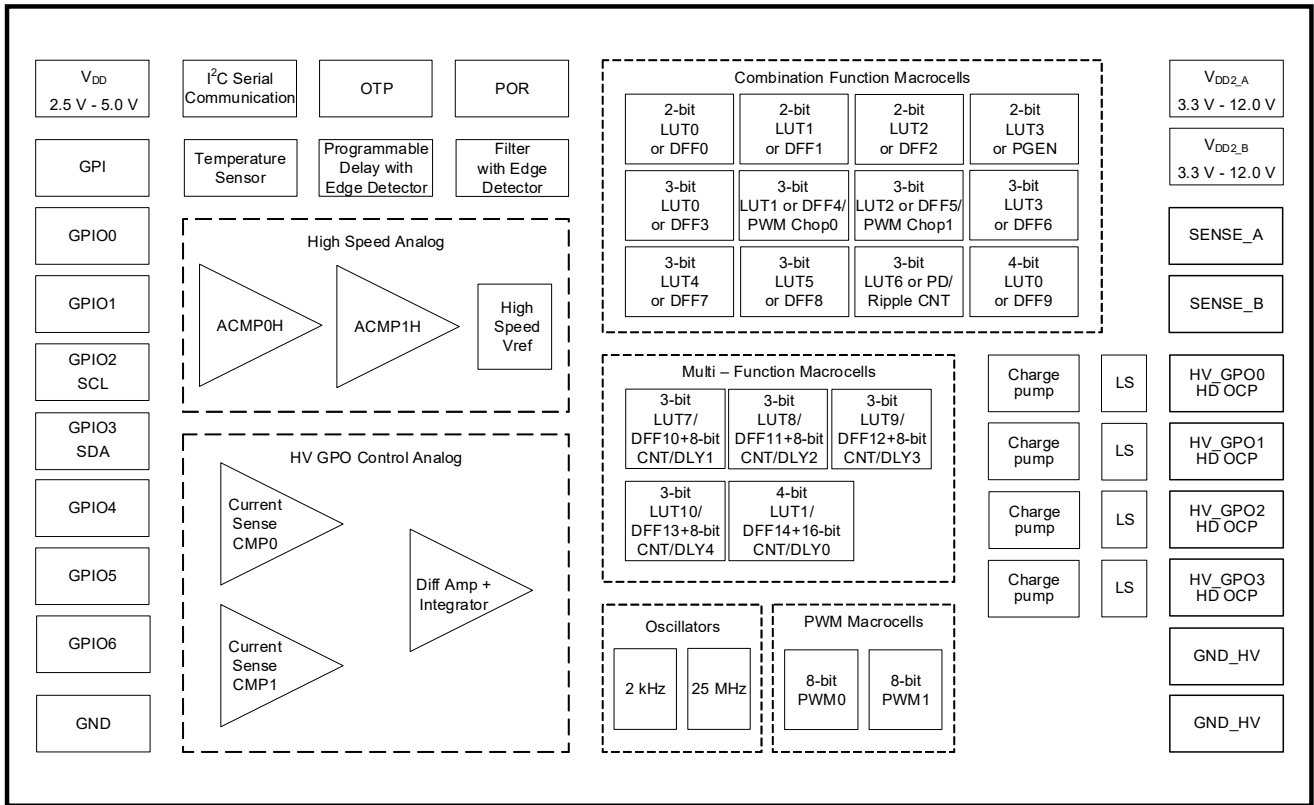 V_DD
2.5 V - 5.0 V
GPI
GPIO0
GPIO1
GPIO2
SCL
GPIO3
SDA
GPIO4
GPIO5
GPIO6
GND
I²C Serial
Communication
OTP
POR
Temperature
Sensor
Programmable
Delay with
Edge Detector
Filter
with Edge
Detector
High Speed Analog
ACMP0H
ACMP1H
High
Speed
Vref
HV GPO Control Analog
Current
Sense
CMP0
Current
Sense
CMP1
Diff Amp +
Integrator
Combination Function Macrocells
2-bit
LUT0
or DFF0
2-bit
LUT1
or DFF1
2-bit
LUT2
or DFF2
2-bit
LUT3
or PGEN
3-bit
LUT0
or DFF3
3-bit
LUT1 or DFF4/
PWM Chop0
3-bit
LUT2 or DFF5/
PWM Chop1
3-bit
LUT3
or DFF6
3-bit
LUT4
or DFF7
3-bit
LUT5
or DFF8
3-bit
LUT6 or PD/
Ripple CNT
4-bit
LUT0
or DFF9
Multi – Function Macrocells
3-bit
LUT7/
DFF10+8-bit
CNT/DLY1
3-bit
LUT8/
DFF11+8-bit
CNT/DLY2
3-bit
LUT9/
DFF12+8-bit
CNT/DLY3
3-bit
LUT10/
DFF13+8-bit
CNT/DLY4
4-bit
LUT1/
DFF14+16-bit
CNT/DLY0
Oscillators
2 kHz
25 MHz
PWM Macrocells
8-bit
PWM0
8-bit
PWM1
Charge
pump
LS
Charge
pump
LS
Charge
pump
LS
Charge
pump
LS
V_DD2_A
3.3 V - 12.0 V
V_DD2_B
3.3 V - 12.0 V
SENSE_A
SENSE_B
HV_GPO0
HD OCP
HV_GPO1
HD OCP
HV_GPO2
HD OCP
HV_GPO3
HD OCP
GND_HV
GND_HV